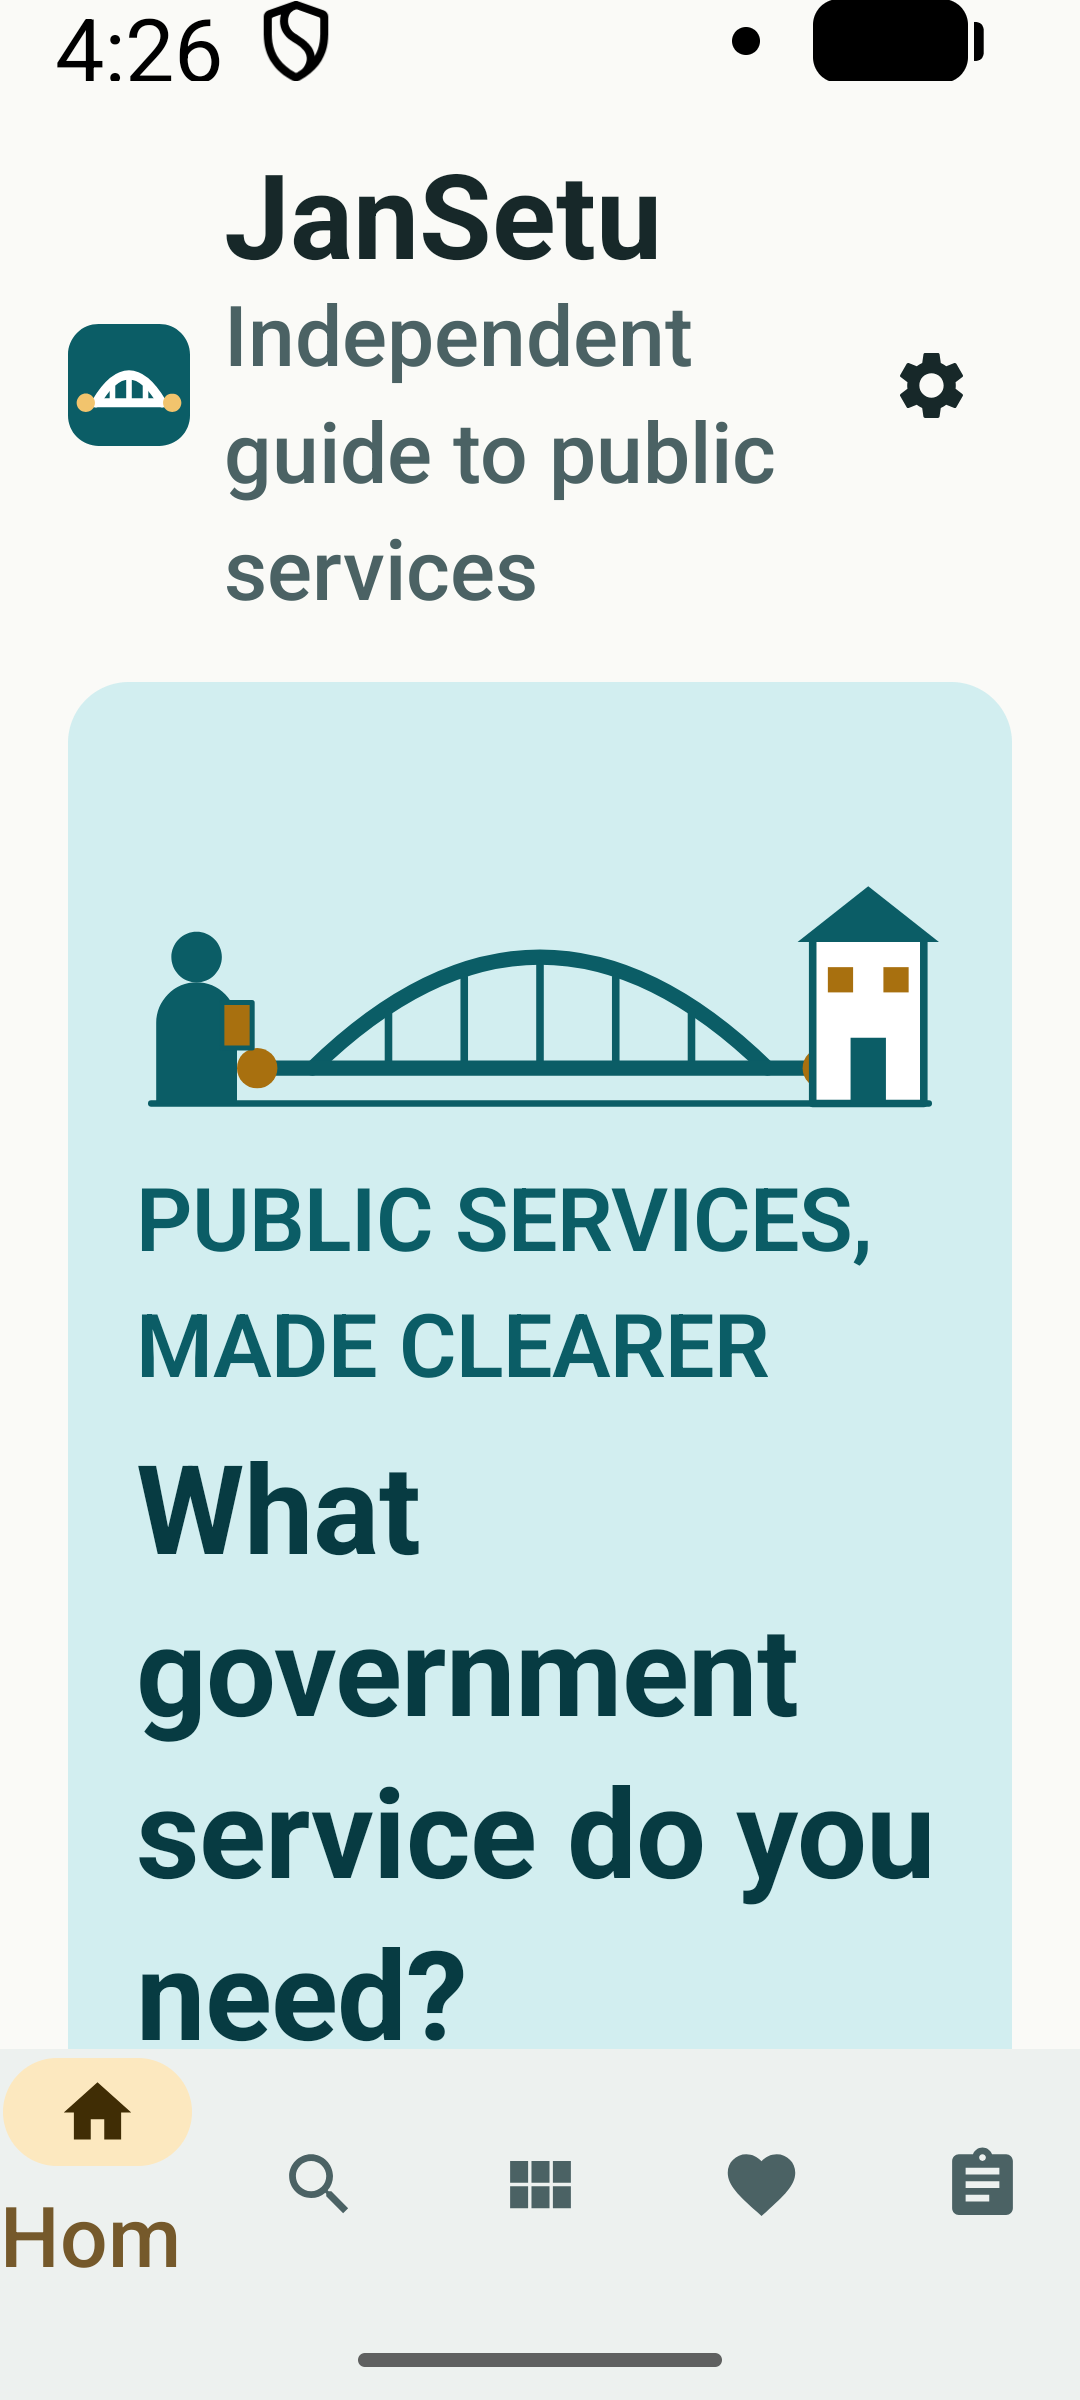 4:26
JanSetu
Independent
guide to public
services
PUBLIC SERVICES,
MADE CLEARER
What
government
service do you
need?
Hom